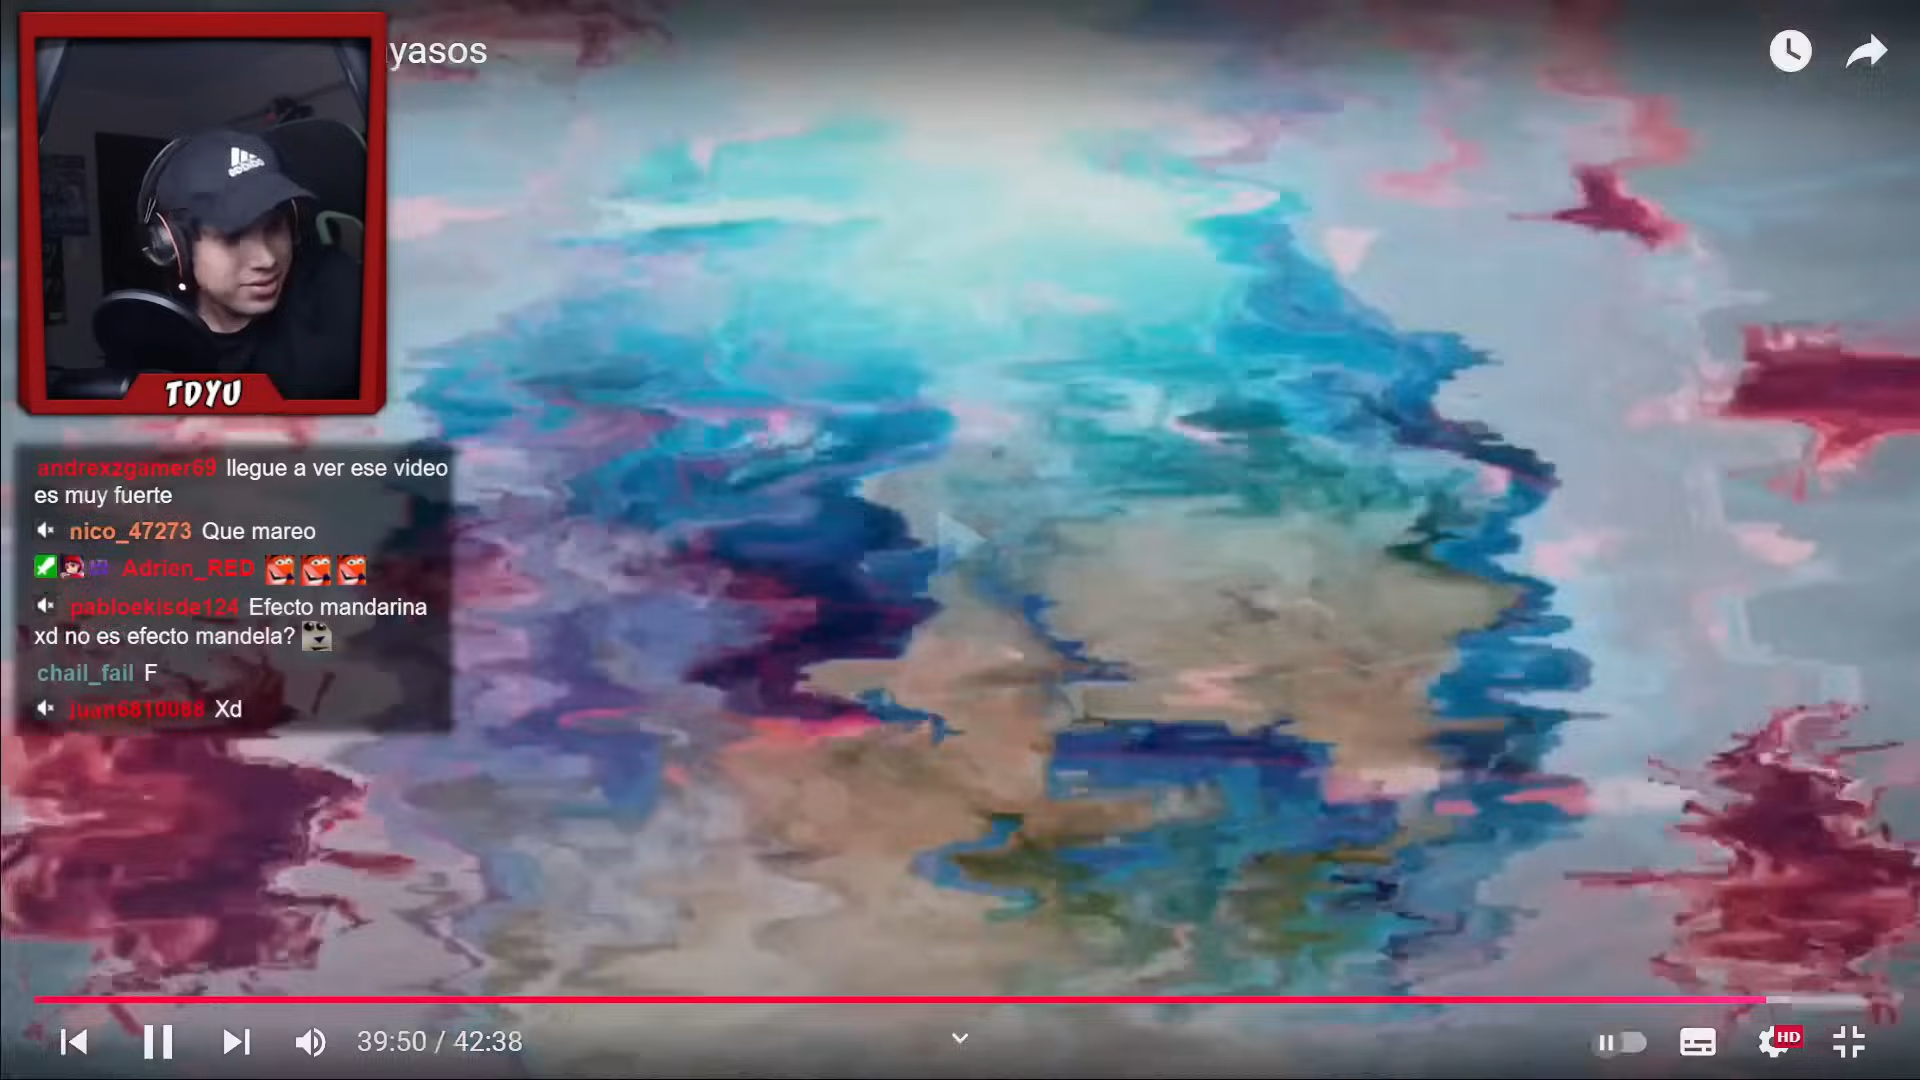 yasos
adidas
TDYU
andrexzgamer69 llegue a ver ese video
es muy fuerte
nico_47273 Que mareo
Adrien_RED
pabloekisde124 Efecto mandarina
xd no es efecto mandela?
chail_fail F
juan6810088 Xd
39:50 / 42:38
HD